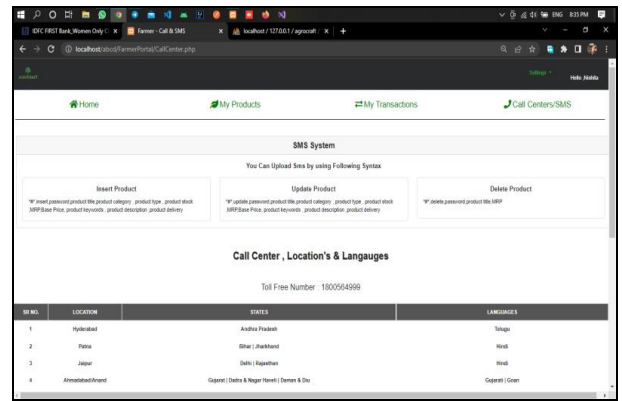 ENG 8:35 PM
IDFC FIRST Bank_Women Only C
Farmer - Call & SMS
localhost / 127.0.0.1 / agrocraft /
localhost/abcd/FarmerPortal/CallCenter.php
Settings
Hello ,Nishita
Home
My Products
My Transactions
Call Centers/SMS
SMS System
You Can Upload Sms by using Following Syntax
Insert Product
Update Product
Delete Product
"#",insert,password,product title,product category , product type , product stock
,MRP,Base Price, product keywords , product description ,product delivery
"#",update,password,product title,product category , product type , product stock
,MRP,Base Price, product keywords , product description ,product delivery
"#",delete,password,product title,MRP
Call Center , Location's & Langauges
Toll Free Number : 1800564999
SR NO. LOCATION STATES LANGUAGES
1 Hyderabad Andhra Pradesh Telugu
2 Patna Bihar | Jharkhand Hindi
3 Jaipur Delhi | Rajasthan Hindi
4 Ahmadabad/Anand Gujarat | Dadra & Nagar Haveli | Daman & Diu Gujarati | Goan